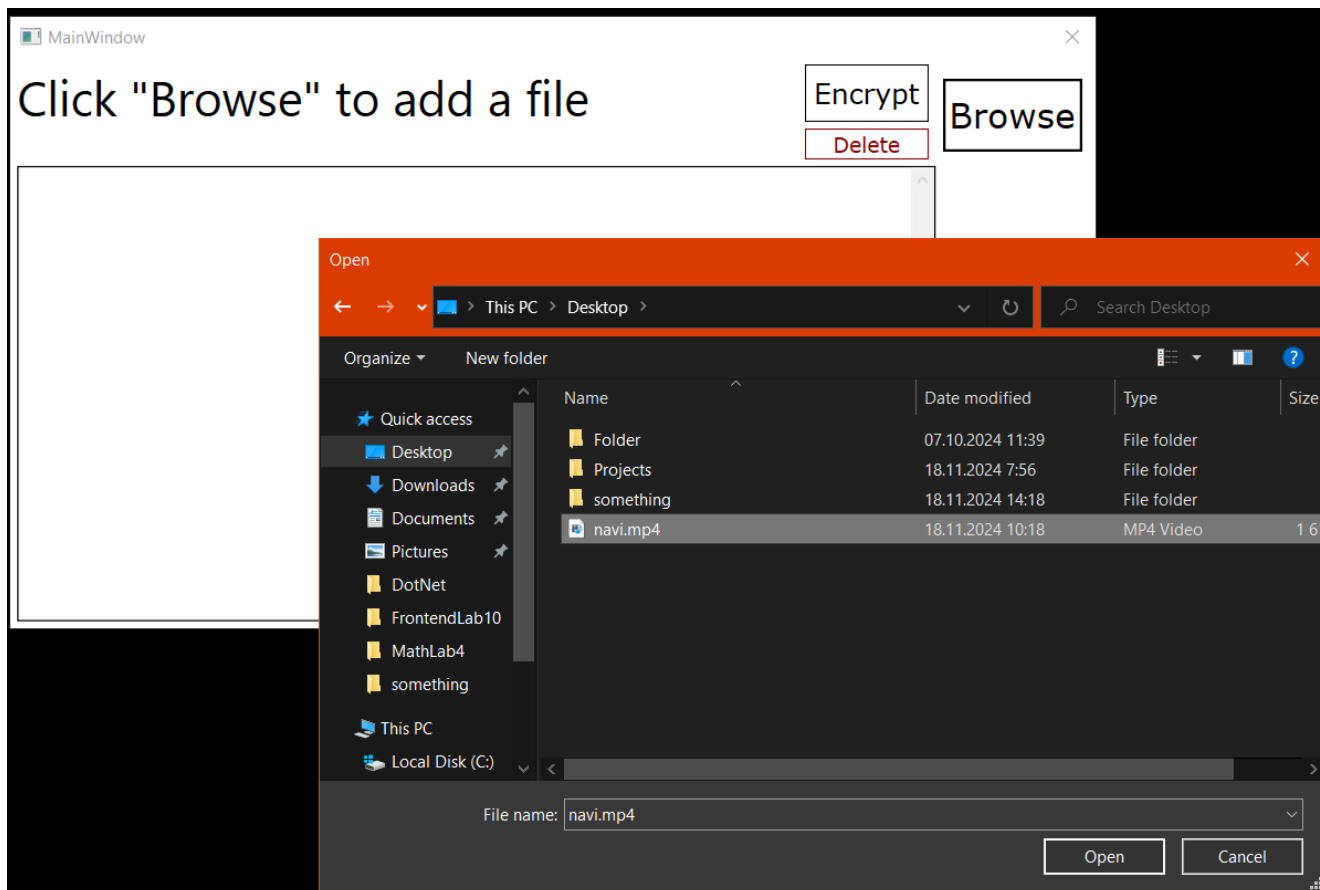 MainWindow
Click "Browse" to add a file
Encrypt
Browse
Delete
Open
This PC
Desktop
Search Desktop
Organize
New folder
?
Name
Date modified
Type
Size
Quick access
Desktop
Downloads
Documents
Pictures
DotNet
FrontendLab10
MathLab4
something
This PC
Local Disk (C:)
Folder 07.10.2024 11:39 File folder
Projects 18.11.2024 7:56 File folder
something 18.11.2024 14:18 File folder
navi.mp4 18.11.2024 10:18 MP4 Video 1 6
File name: navi.mp4
Open
Cancel